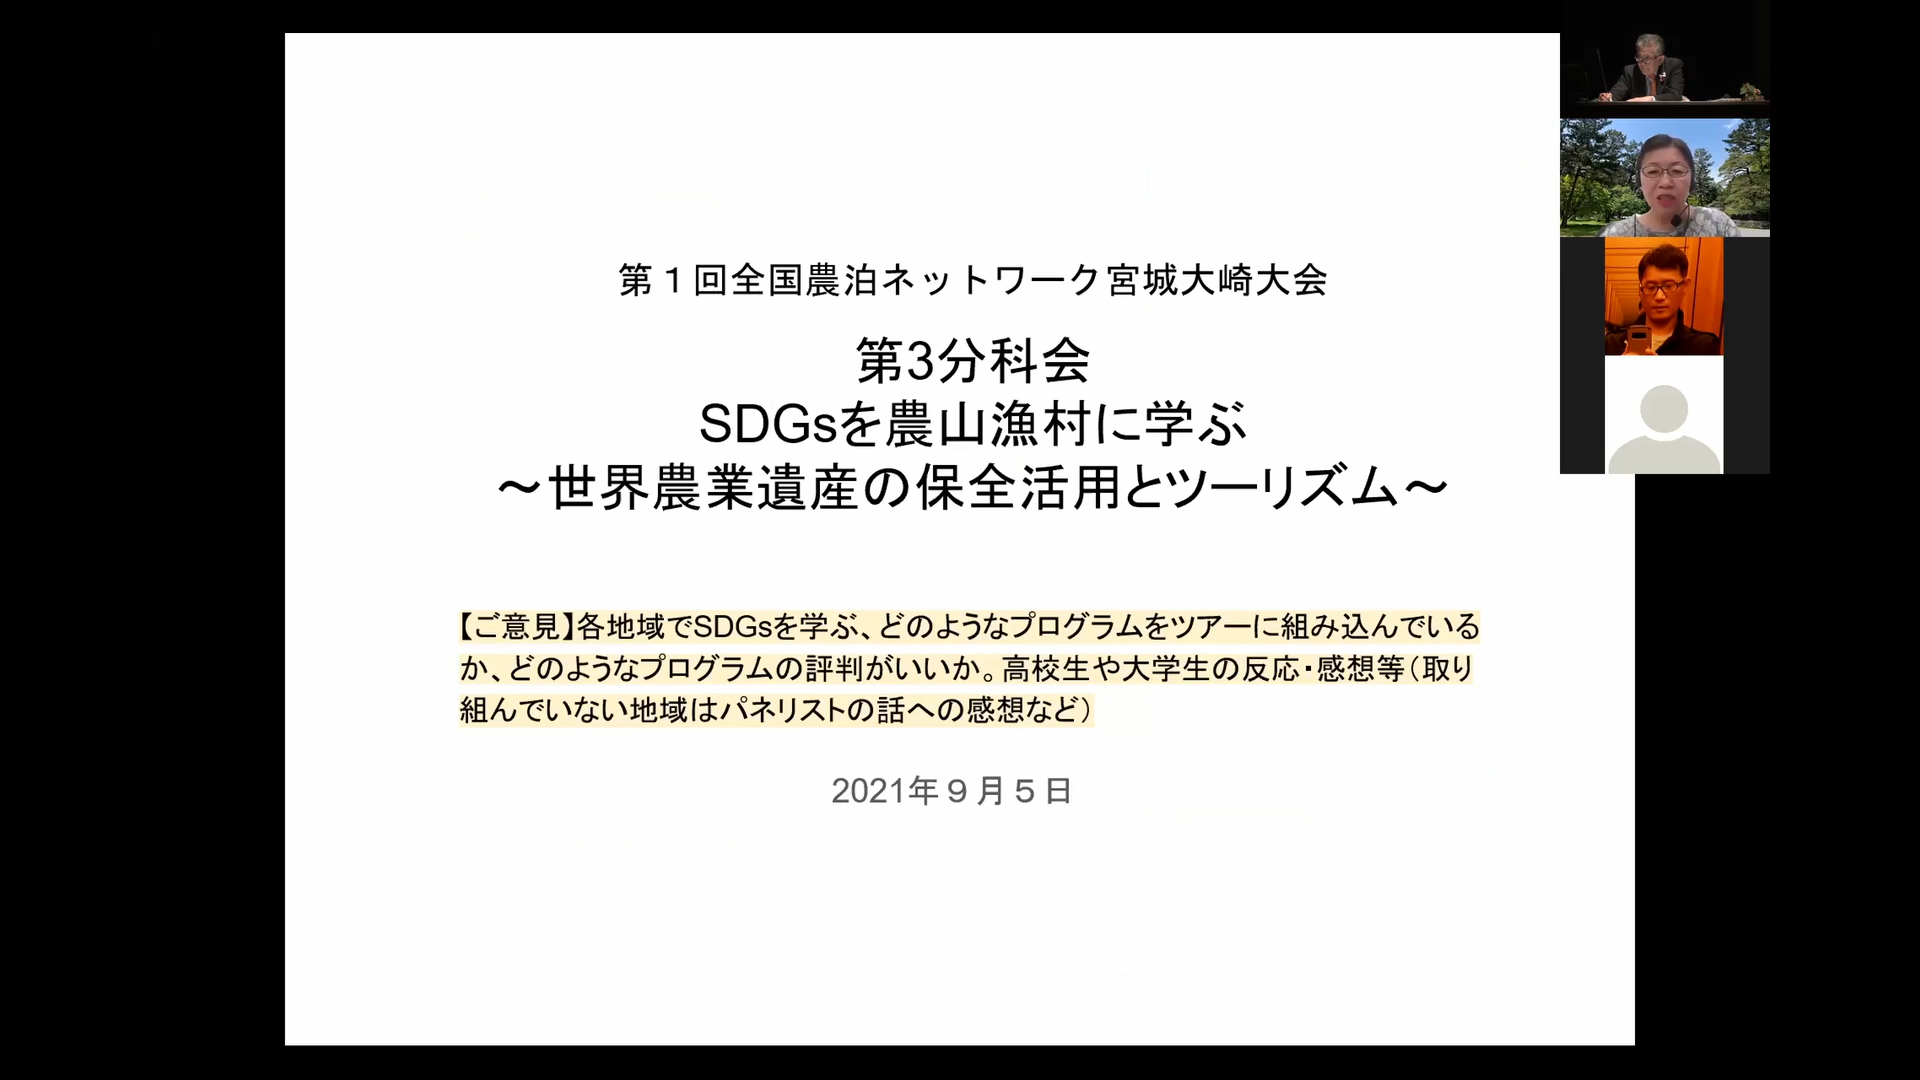 第１回全国農泊ネットワーク宮城大崎大会
第3分科会
SDGsを農山漁村に学ぶ
～世界農業遺産の保全活用とツーリズム～
【ご意見】各地域でSDGsを学ぶ、どのようなプログラムをツアーに組み込んでいる
か、どのようなプログラムの評判がいいか。高校生や大学生の反応・感想等（取り
組んでいない地域はパネリストの話への感想など）
2021年９月５日